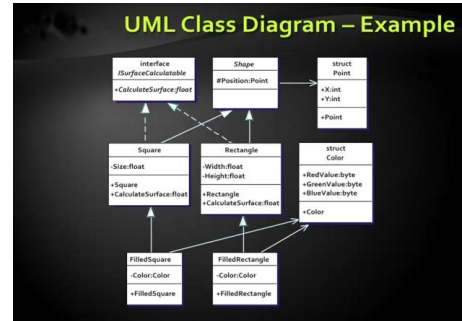 UML Class Diagram – Example
interface
ISurfaceCalculatable
+CalculateSurface:float
Shape
#Position:Point
struct
Point
+X:int
+Y:int
+Point
Square
-Size:float
+Square
+CalculateSurface:float
Rectangle
-Width:float
-Height:float
+Rectangle
+CalculateSurface:float
struct
Color
+RedValue:byte
+GreenValue:byte
+BlueValue:byte
+Color
FilledSquare
-Color:Color
+FilledSquare
FilledRectangle
-Color:Color
+FilledRectangle